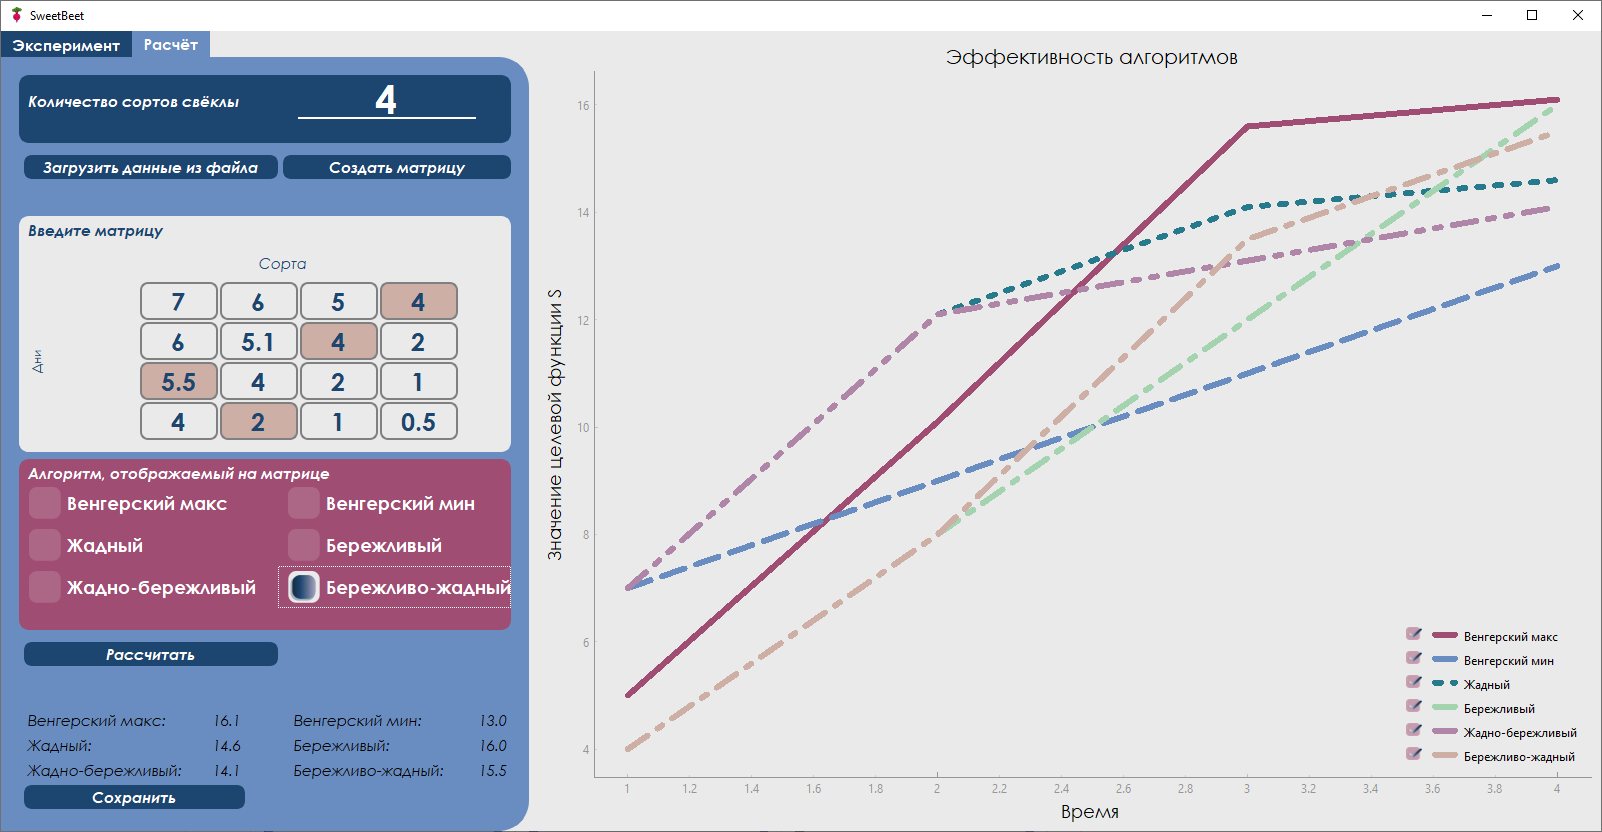 SweetBeet
Эксперимент Расчёт
Количество сортов свёклы 4
Загрузить данные из файла Создать матрицу
Введите матрицу
Сорта
Дни
7 6 5 4
6 5.1 4 2
5.5 4 2 1
4 2 1 0.5
Алгоритм, отображаемый на матрице
Венгерский макс Венгерский мин
Жадный Бережливый
Жадно-бережливый Бережливо-жадный
Рассчитать
Венгерский макс: 16.1 Венгерский мин: 13.0
Жадный: 14.6 Бережливый: 16.0
Жадно-бережливый: 14.1 Бережливо-жадный: 15.5
Сохранить
Эффективность алгоритмов
Значение целевой функции S
16
14
12
10
8
6
4
1 1.2 1.4 1.6 1.8 2 2.2 2.4 2.6 2.8 3 3.2 3.4 3.6 3.8 4
Время
Венгерский макс
Венгерский мин
Жадный
Бережливый
Жадно-бережливый
Бережливо-жадный